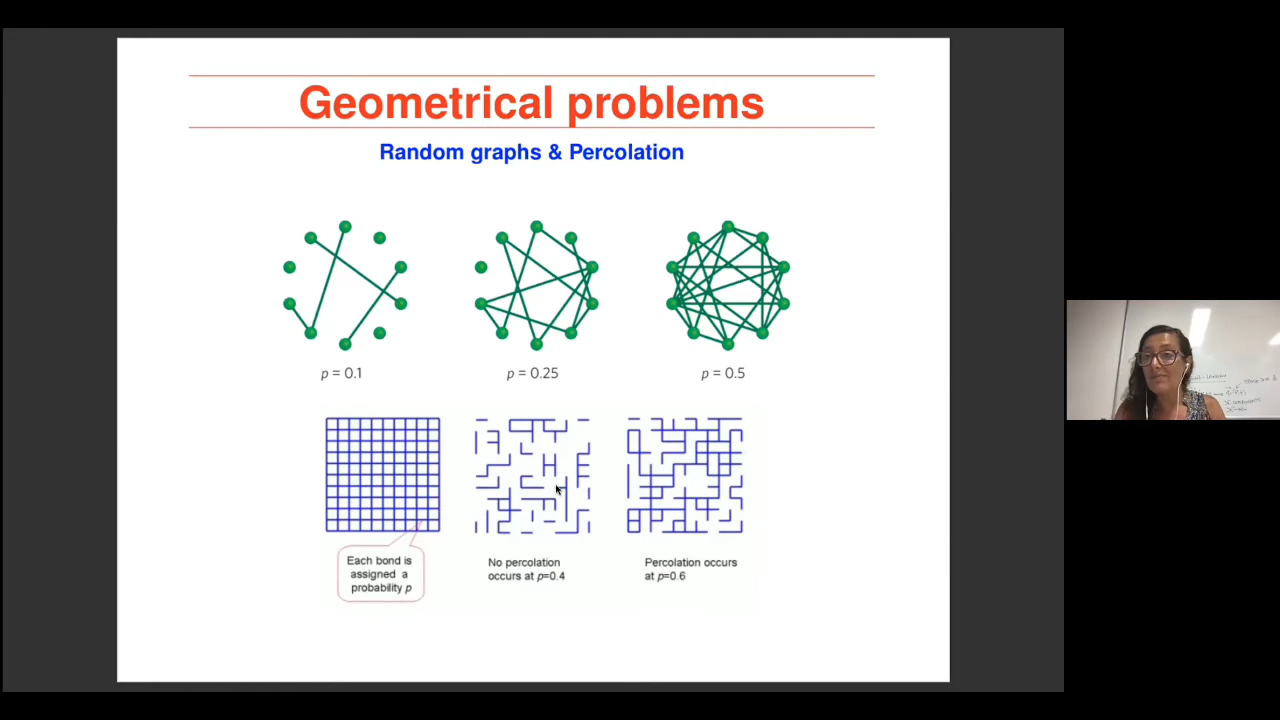 Geometrical problems
Random graphs & Percolation
p = 0.1
p = 0.25
p = 0.5
Each bond is
assigned a
probability p
No percolation
occurs at p=0.4
Percolation occurs
at p=0.6